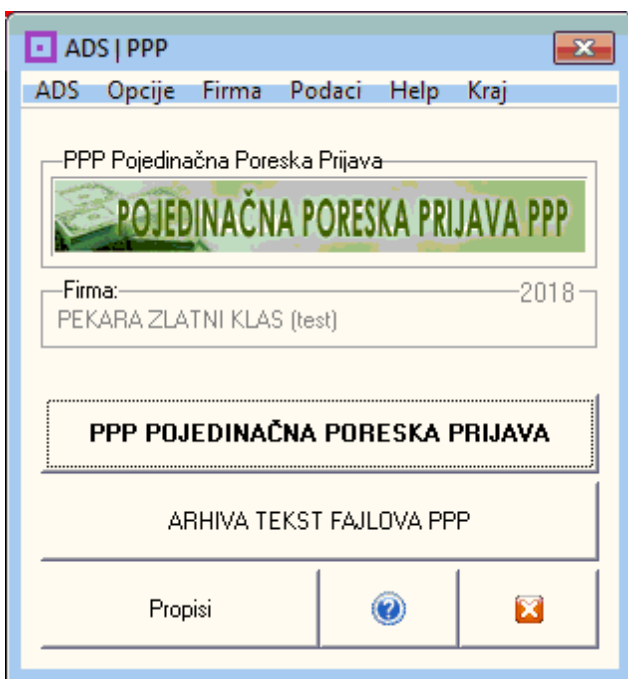 ADS | PPP
ADS Opcije Firma Podaci Help Kraj
PPP Pojedinačna Poreska Prijava
POJEDINAČNA PORESKA PRIJAVA PPP
Firma: 2018
PEKARA ZLATNI KLAS (test)
PPP POJEDINAČNA PORESKA PRIJAVA
ARHIVA TEKST FAJLOVA PPP
Propisi